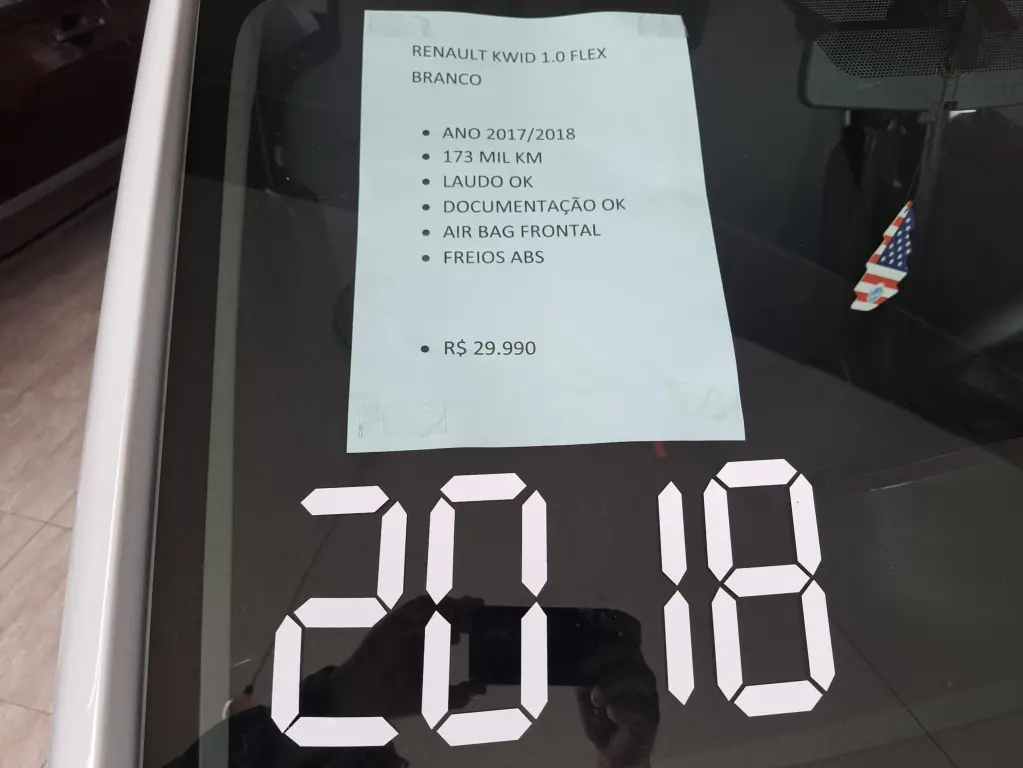 RENAULT KWID 1.0 FLEX
BRANCO
• ANO 2017/2018
• 173 MIL KM
• LAUDO OK
• DOCUMENTAÇÃO OK
• AIR BAG FRONTAL
• FREIOS ABS
• R$ 29.990
2018